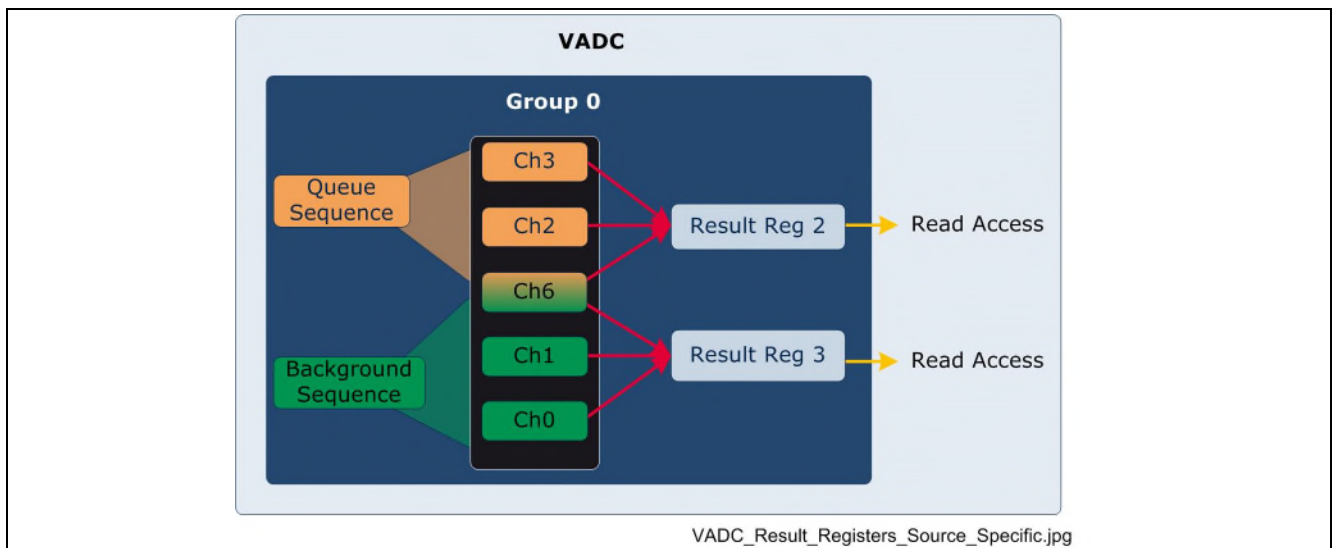 VADC
Group 0
Queue
Sequence
Background
Sequence
Ch3
Ch2
Ch6
Ch1
Ch0
Result Reg 2
Result Reg 3
Read Access
Read Access
VADC_Result_Registers_Source_Specific.jpg